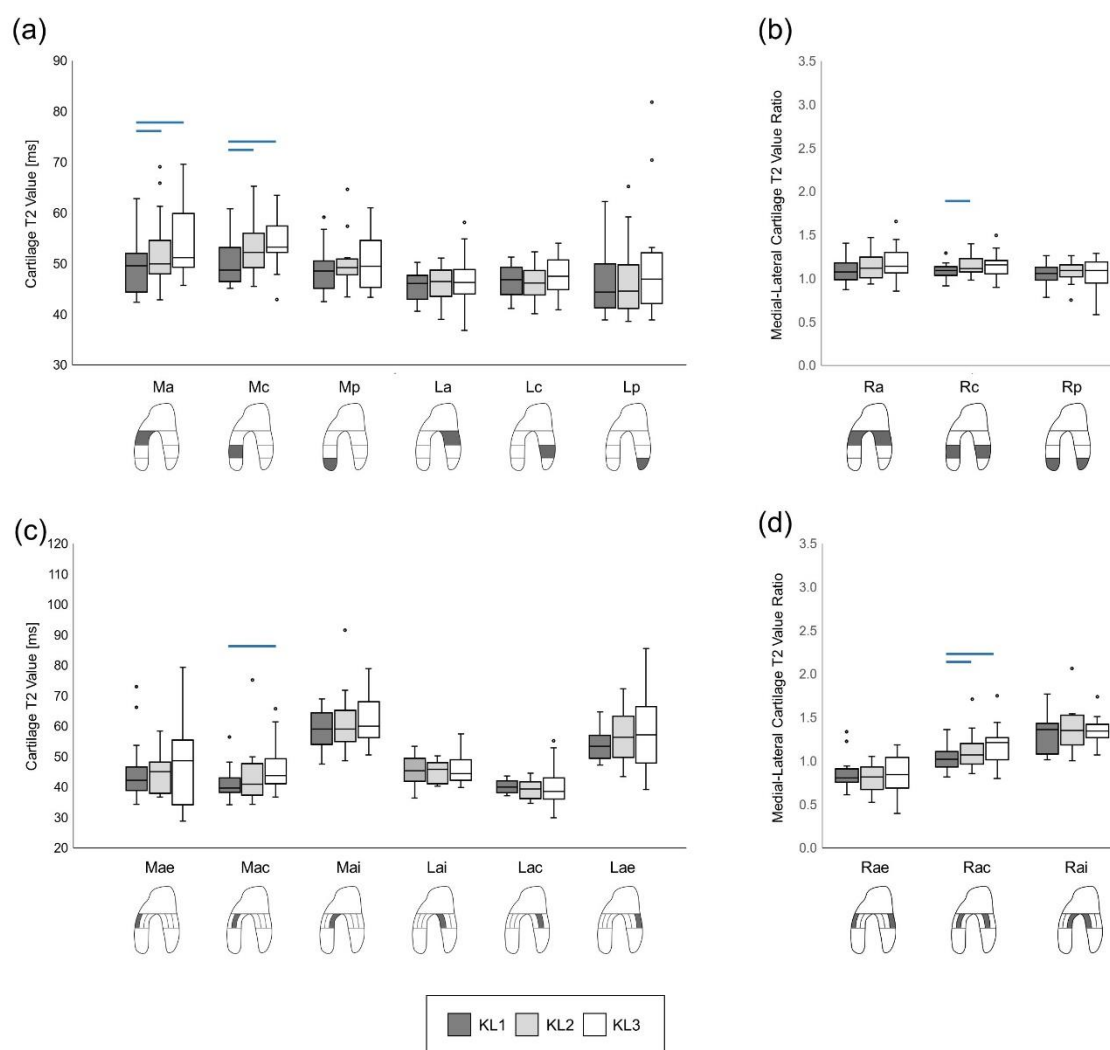 (a)
90
80
70
60
50
40
30
Cartilage T2 Value [ms]
Ma Mc Mp La Lc Lp
(b)
3.5
3.0
2.5
2.0
1.5
1.0
0.5
0.0
Medial-Lateral Cartilage T2 Value Ratio
Ra Rc Rp
(c)
120
110
100
90
80
70
60
50
40
30
20
Cartilage T2 Value [ms]
Mae Mac Mai Lai Lac Lae
(d)
3.5
3.0
2.5
2.0
1.5
1.0
0.5
0.0
Medial-Lateral Cartilage T2 Value Ratio
Rae Rac Rai
KL1 KL2 KL3